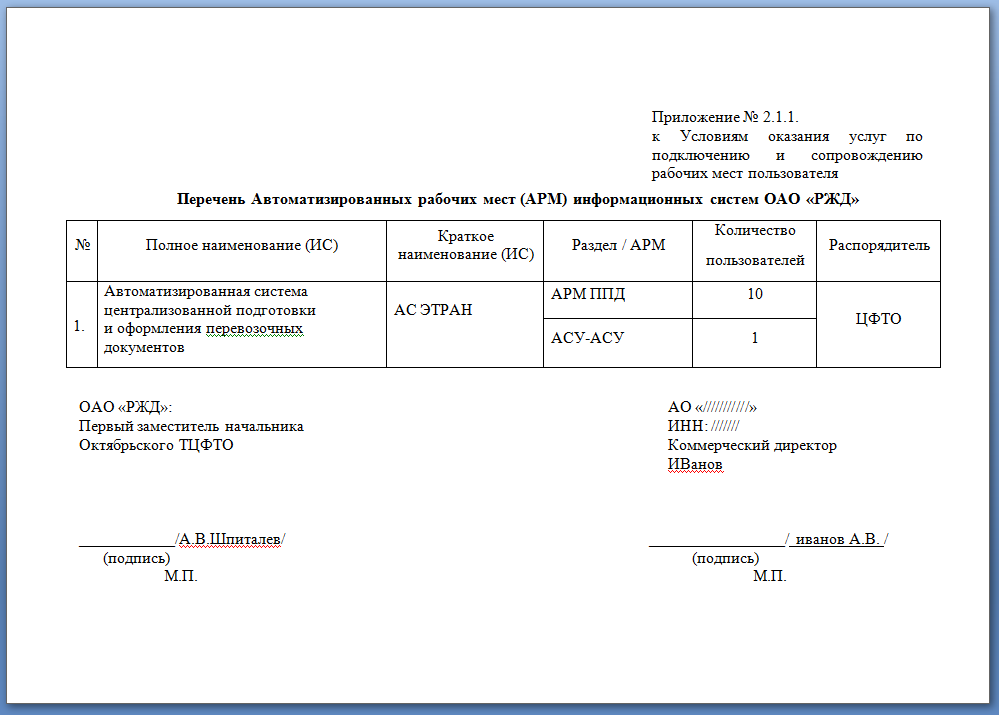 Приложение № 2.1.1.
к Условиям оказания услуг по
подключению и сопровождению
рабочих мест пользователя
Перечень Автоматизированных рабочих мест (АРМ) информационных систем ОАО «РЖД»
№
Полное наименование (ИС)
Краткое
наименование (ИС)
Раздел / АРМ
Количество
пользователей
Распорядитель
1.
Автоматизированная система
централизованной подготовки
и оформления перевозочных
документов
АС ЭТРАН
АРМ ППД
10
ЦФТО
АСУ-АСУ
1
ОАО «РЖД»:
Первый заместитель начальника
Октябрьского ТЦФТО
АО «///////////»
ИНН: ///////
Коммерческий директор
ИВанов
____________/А.В.Шпиталев/
(подпись)
М.П.
_________________/ иванов А.В. /
(подпись)
М.П.